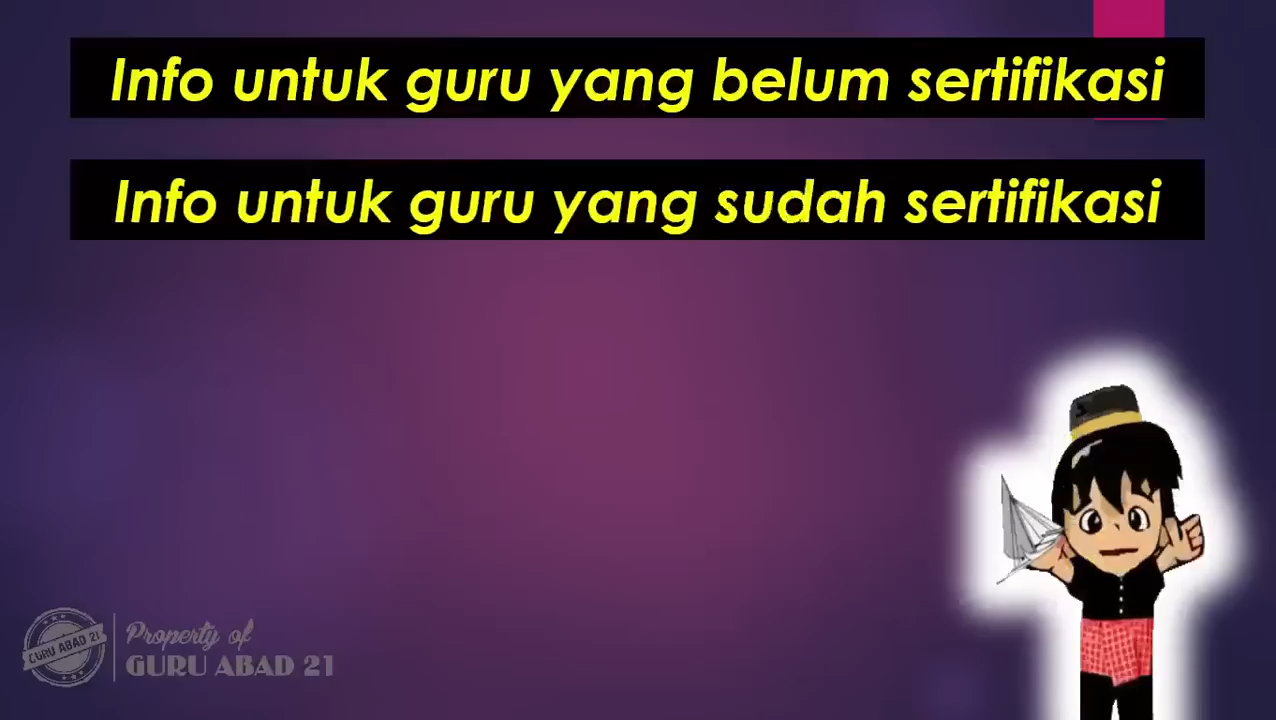 Info untuk guru yang belum sertifikasi
Info untuk guru yang sudah sertifikasi
GURU ABAD 21
Property of
GURU ABAD 21